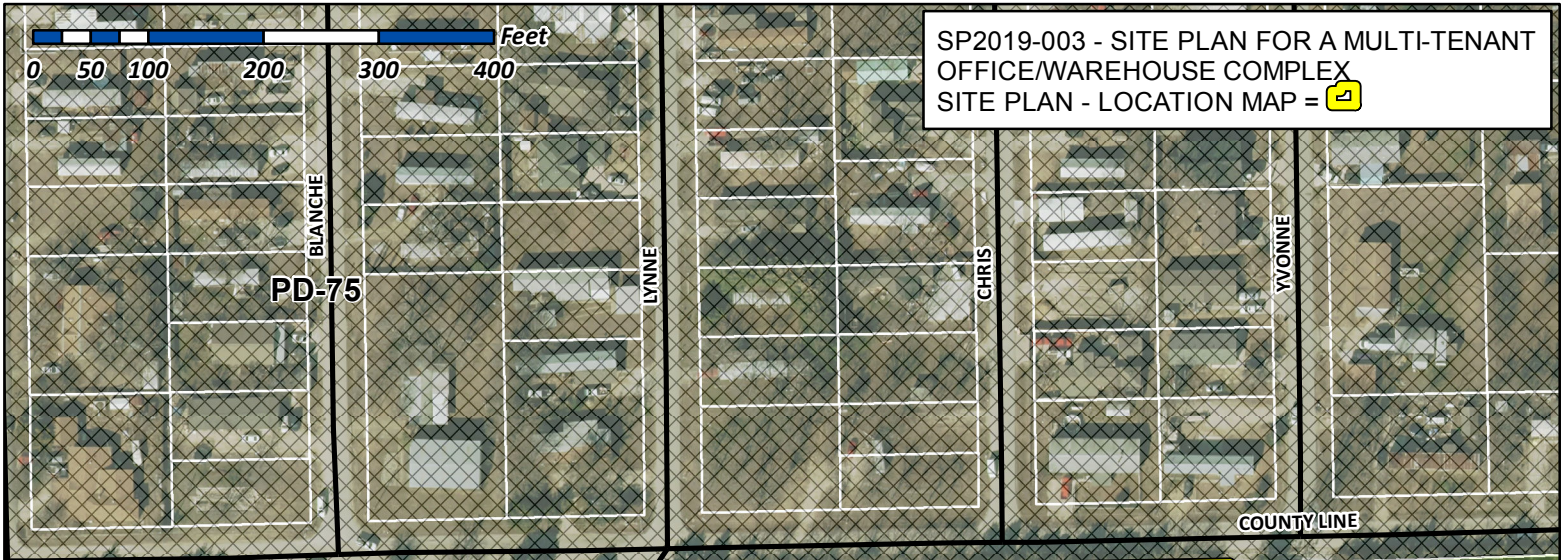 Feet
0 50 100 200 300 400
SP2019-003 - SITE PLAN FOR A MULTI-TENANT
OFFICE/WAREHOUSE COMPLEX
SITE PLAN - LOCATION MAP =
BLANCHE
PD-75
LYNNE
CHRIS
YVONNE
COUNTY LINE